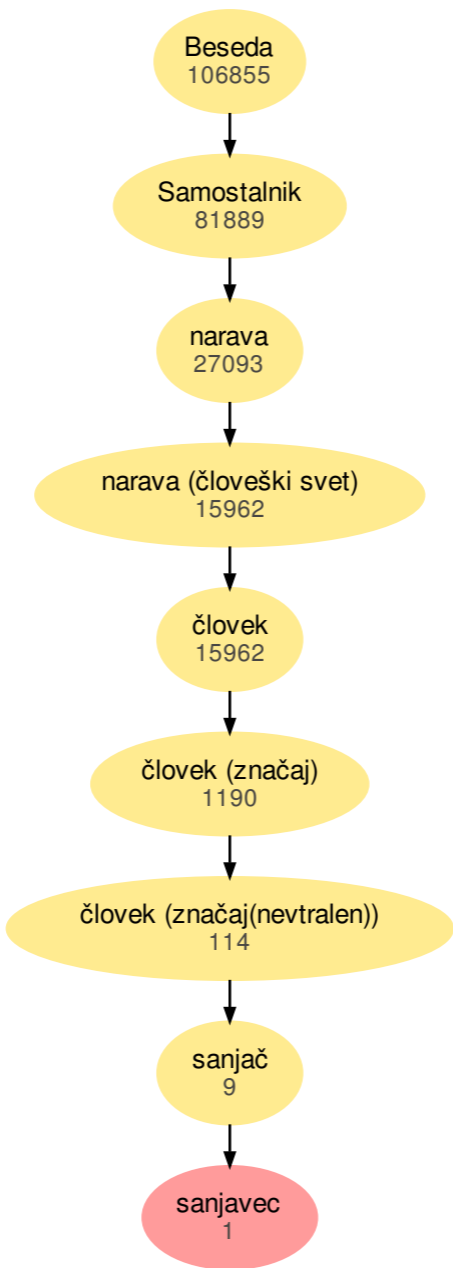 Beseda
106855
Samostalnik
81889
narava
27093
narava (človeški svet)
15962
človek
15962
človek (značaj)
1190
človek (značaj(nevtralen))
114
sanjač
9
sanjavec
1